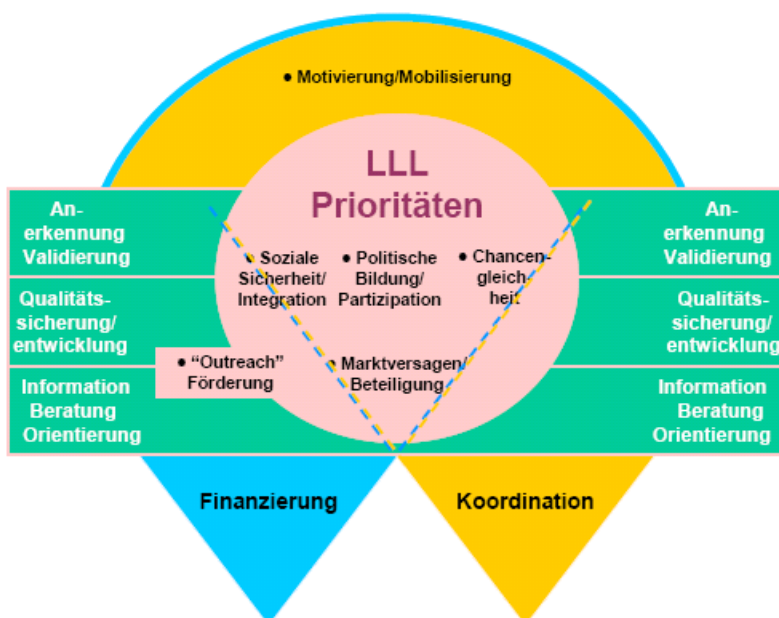 ● Motivierung/Mobilisierung
LLL
Prioritäten
An-
erkennung
Validierung
● Soziale
Sicherheit/
Integration
● Politische
Bildung/
Partizipation
● Chancen-
gleich-
heit
An-
erkennung
Validierung
Qualitäts-
sicherung/
entwicklung
Qualitäts-
sicherung/
entwicklung
● “Outreach”
Förderung
● Marktversagen/
Beteiligung
Information
Beratung
Orientierung
Information
Beratung
Orientierung
Finanzierung
Koordination